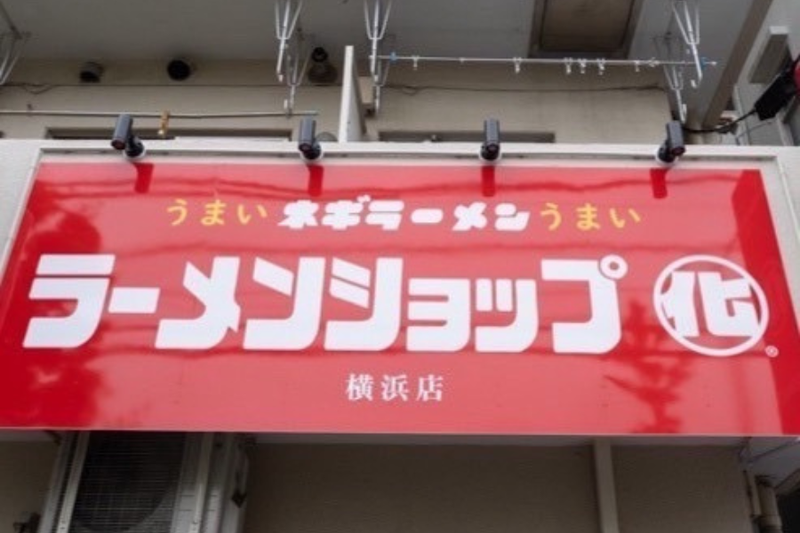 うまい ネギラーメン うまい
ラーメンショップ 化 ®
横浜店